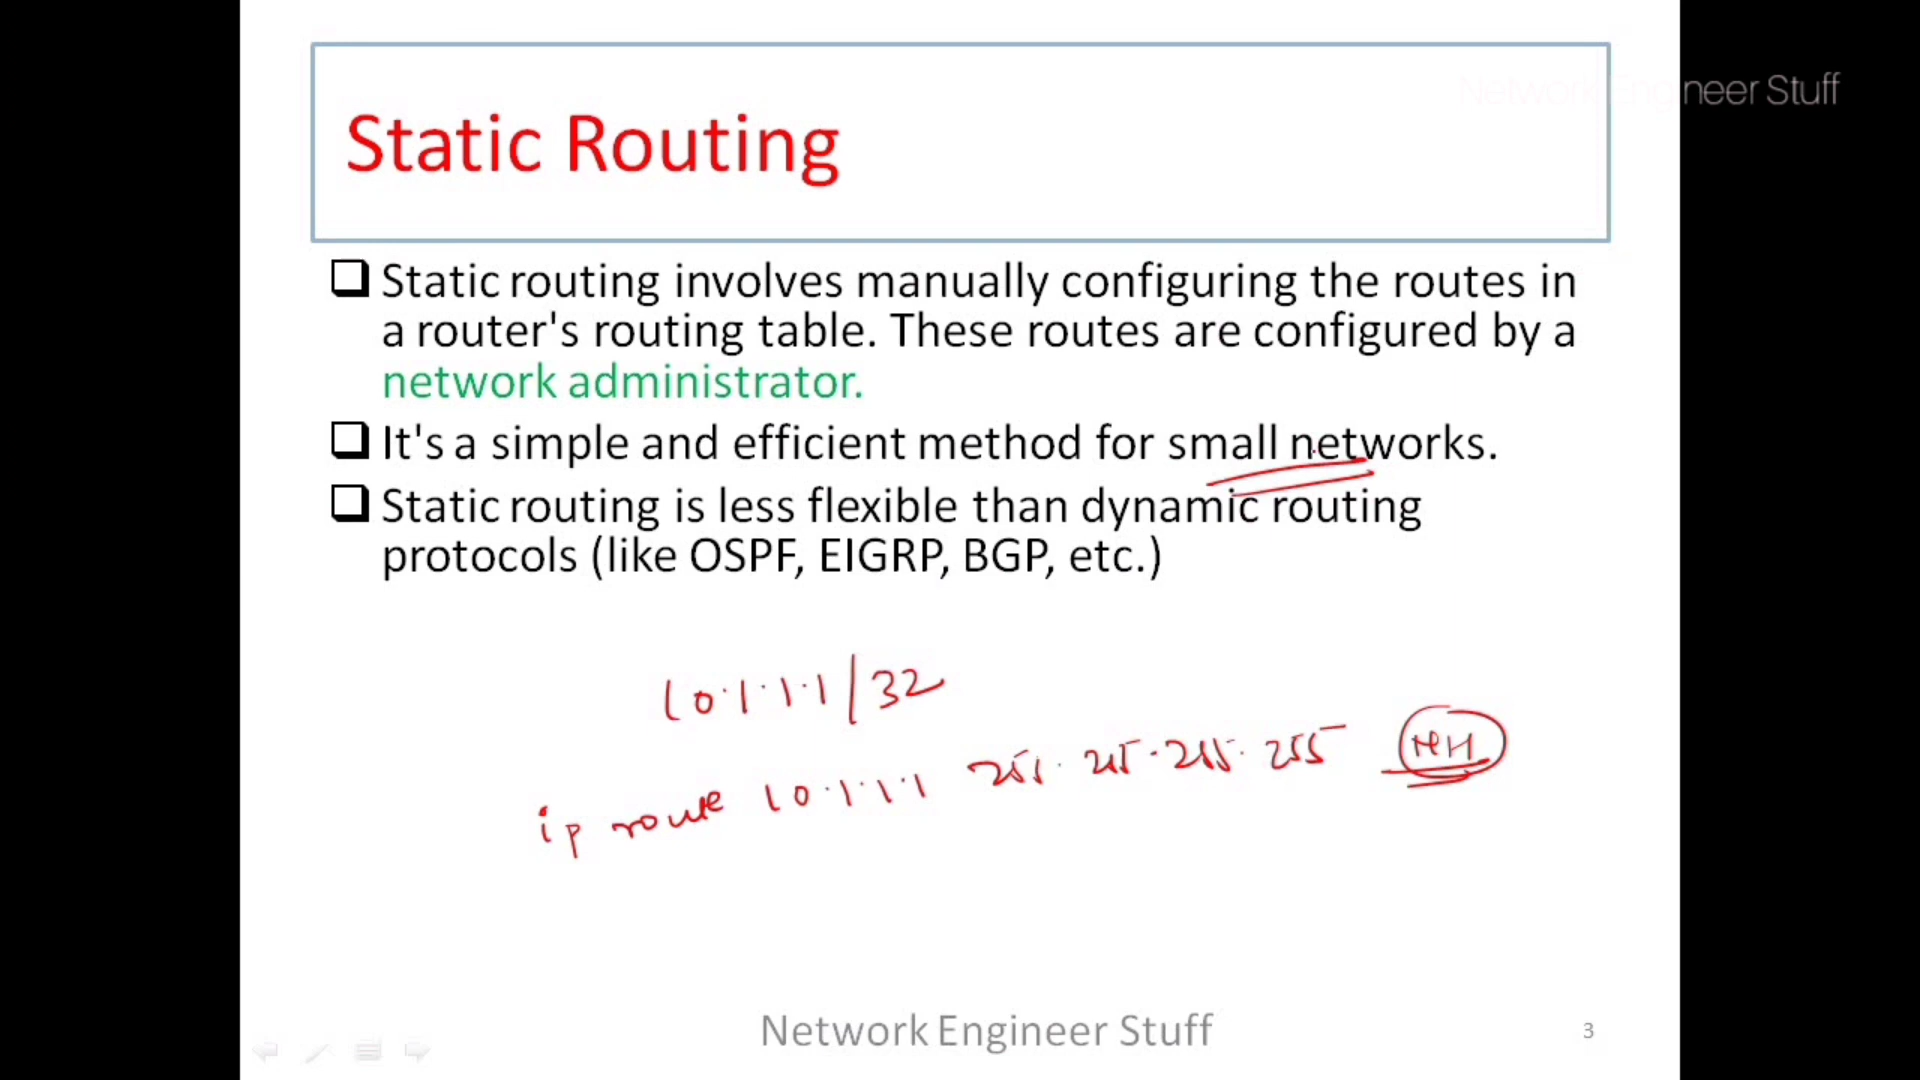 Network Engineer Stuff
Static Routing
Static routing involves manually configuring the routes in
a router's routing table. These routes are configured by a
network administrator.
It's a simple and efficient method for small networks.
Static routing is less flexible than dynamic routing
protocols (like OSPF, EIGRP, BGP, etc.)
10.1.1.1/32
ip route 10.1.1.1 255.255.255.255 NH
Network Engineer Stuff
3